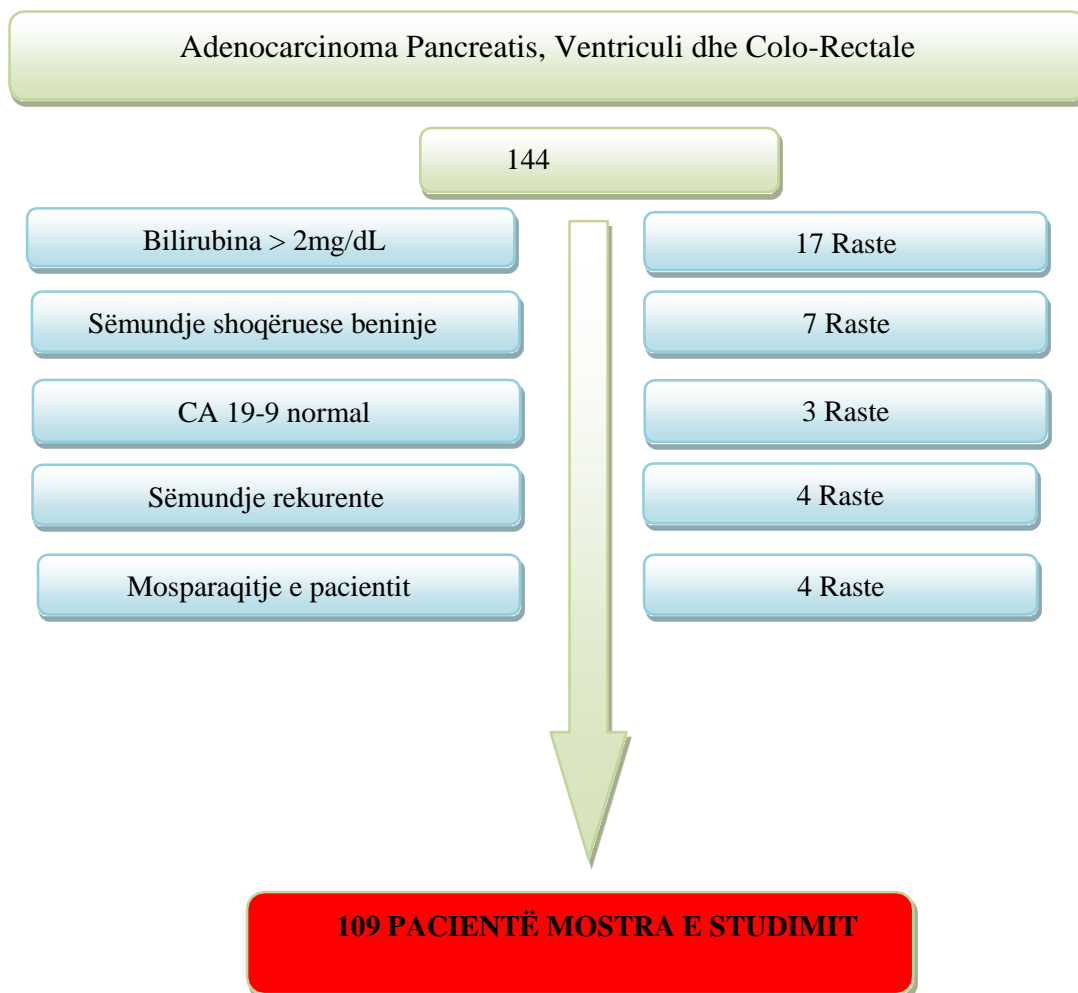 Adenocarcinoma Pancreatis, Ventriculi dhe Colo-Rectale
144
Bilirubina > 2mg/dL
17 Raste
Sëmundje shoqëruese beninje
7 Raste
CA 19-9 normal
3 Raste
Sëmundje rekurente
4 Raste
Mosparaqitje e pacientit
4 Raste
109 PACIENTË MOSTRA E STUDIMIT